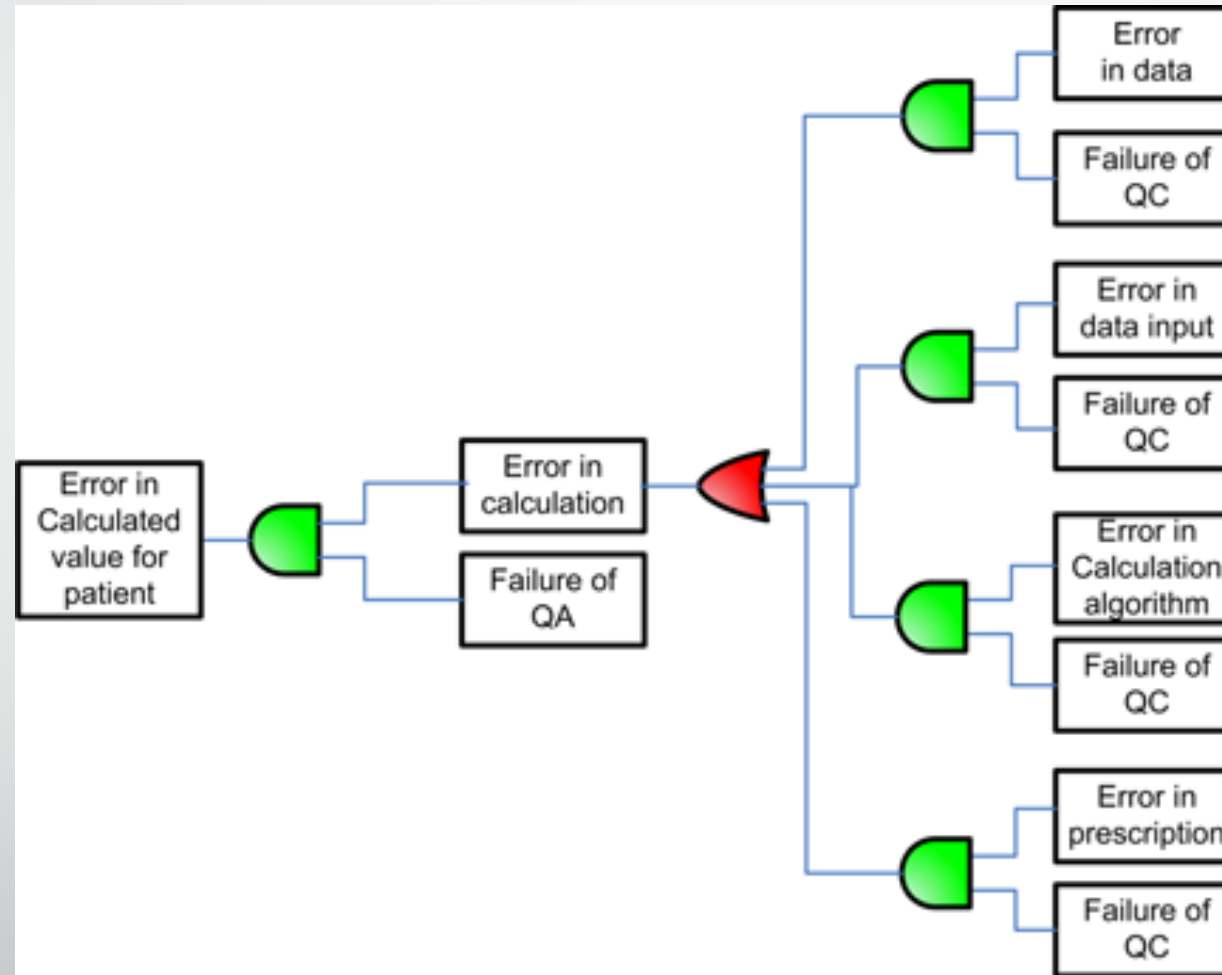 Error in
Calculated
value for
patient
Error in
calculation
Failure of
QA
Error
in data
Failure of
QC
Error in
data input
Failure of
QC
Error in
Calculation
algorithm
Failure of
QC
Error in
prescription
Failure of
QC